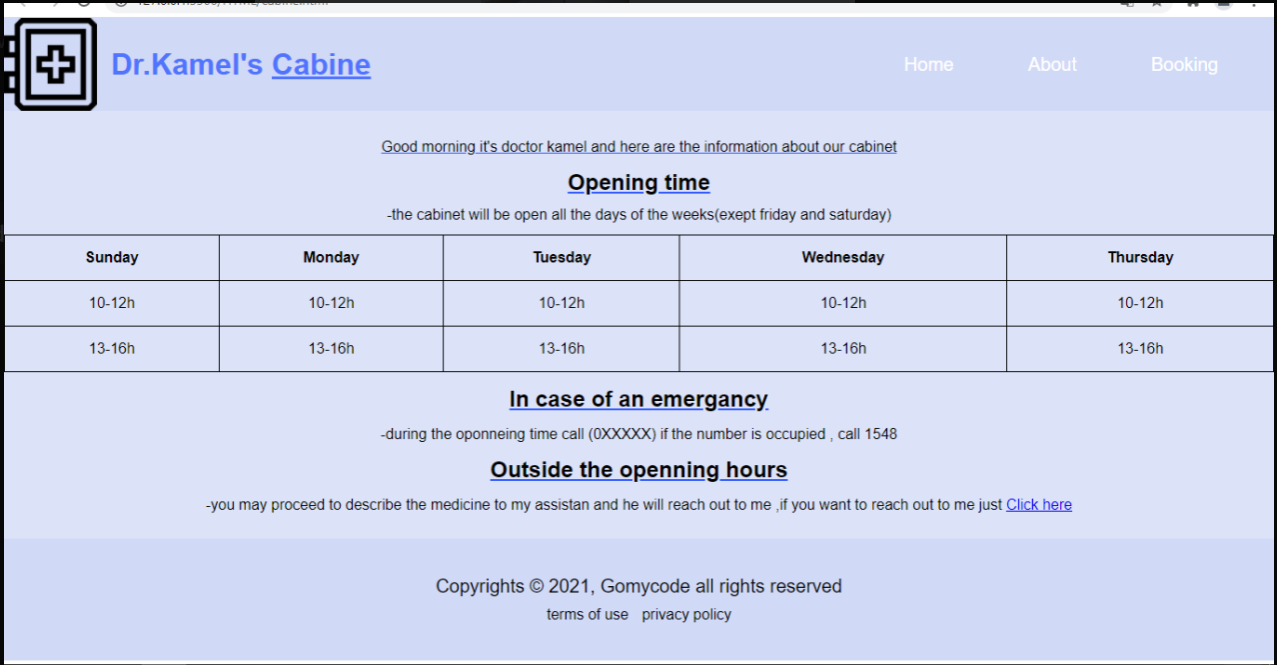 Dr.Kamel's Cabine
Home About Booking
Good morning it's doctor kamel and here are the information about our cabinet
Opening time
-the cabinet will be open all the days of the weeks(exept friday and saturday)
Sunday Monday Tuesday Wednesday Thursday
10-12h 10-12h 10-12h 10-12h 10-12h
13-16h 13-16h 13-16h 13-16h 13-16h
In case of an emergancy
-during the oponneing time call (0XXXXX) if the number is occupied , call 1548
Outside the openning hours
-you may proceed to describe the medicine to my assistan and he will reach out to me ,if you want to reach out to me just Click here
Copyrights © 2021, Gomycode all rights reserved
terms of use privacy policy